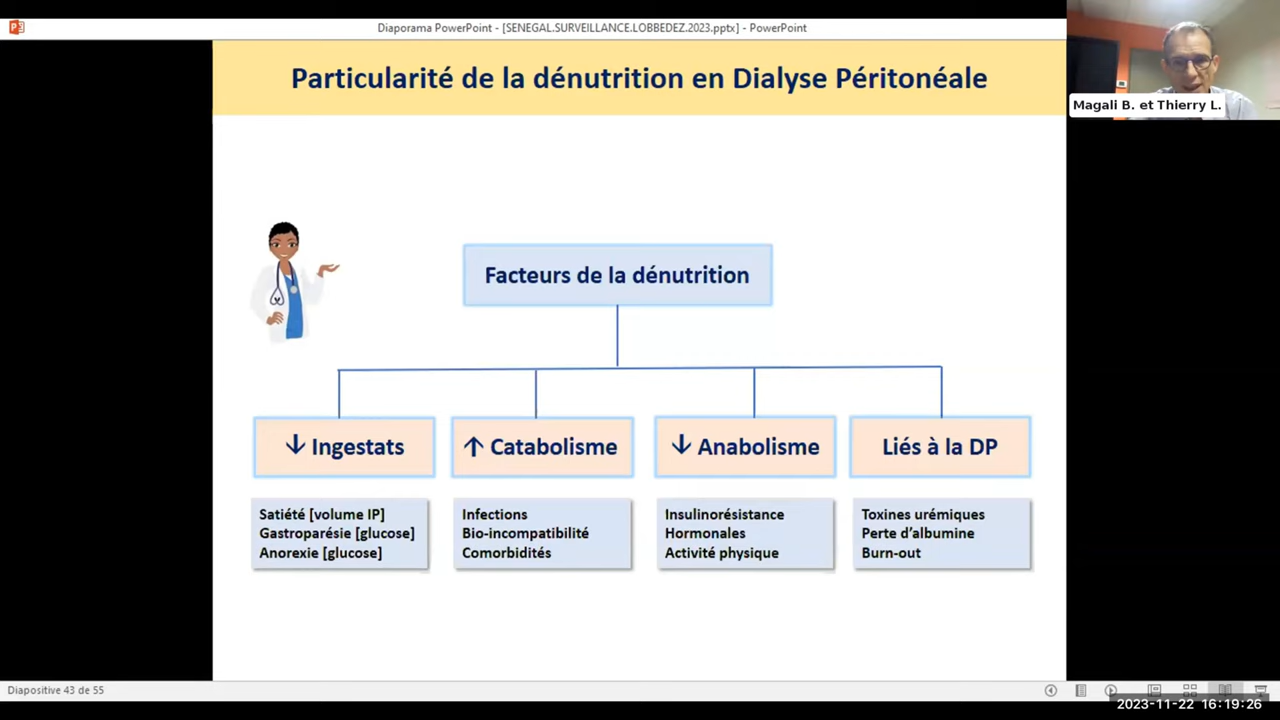 Diaporama PowerPoint - [SENEGAL.SURVEILLANCE.LOBBEDEZ.2023.pptx] - PowerPoint
Magali B. et Thierry L.
Particularité de la dénutrition en Dialyse Péritonéale
Facteurs de la dénutrition
↓ Ingestats
↑ Catabolisme
↓ Anabolisme
Liés à la DP
Satiété [volume IP]
Gastroparésie [glucose]
Anorexie [glucose]
Infections
Bio-incompatibilité
Comorbidités
Insulinorésistance
Hormonales
Activité physique
Toxines urémiques
Perte d’albumine
Burn-out
Diapositive 43 de 55
2023-11-22 16:19:26